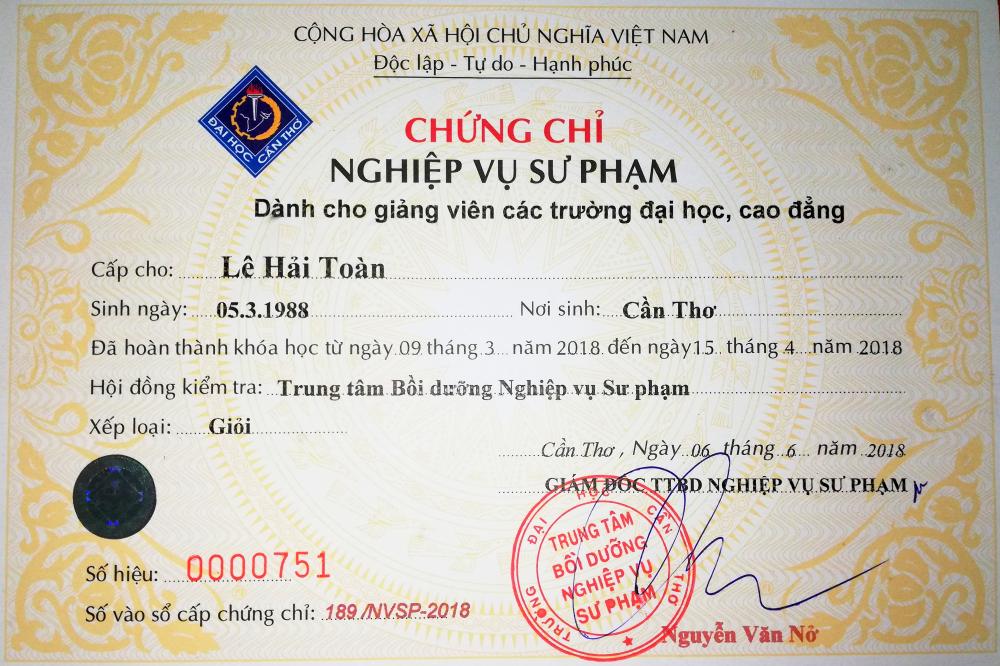 CỘNG HÒA XÃ HỘI CHỦ NGHĨA VIỆT NAM
Độc lập - Tự do - Hạnh phúc
ĐẠI HỌC CẦN THƠ
CHỨNG CHỈ
NGHIỆP VỤ SƯ PHẠM
Dành cho giảng viên các trường đại học, cao đẳng
Cấp cho: Lê Hải Toàn
Sinh ngày: 05.3.1988 Nơi sinh: Cần Thơ
Đã hoàn thành khóa học từ ngày 09 tháng 3 năm 2018 đến ngày 15 tháng 4 năm 2018
Hội đồng kiểm tra: Trung tâm Bồi dưỡng Nghiệp vụ Sư phạm
Xếp loại: Giỏi
Cần Thơ, Ngày 06 tháng 6 năm 2018
GIÁM ĐỐC TTBD NGHIỆP VỤ SƯ PHẠM
TRƯỜNG ĐẠI HỌC CẦN THƠ
TRUNG TÂM
BỒI DƯỠNG
NGHIỆP VỤ
SƯ PHẠM
Số hiệu: 0000751
Số vào sổ cấp chứng chỉ: 189/NVSP-2018
Nguyễn Văn Nở